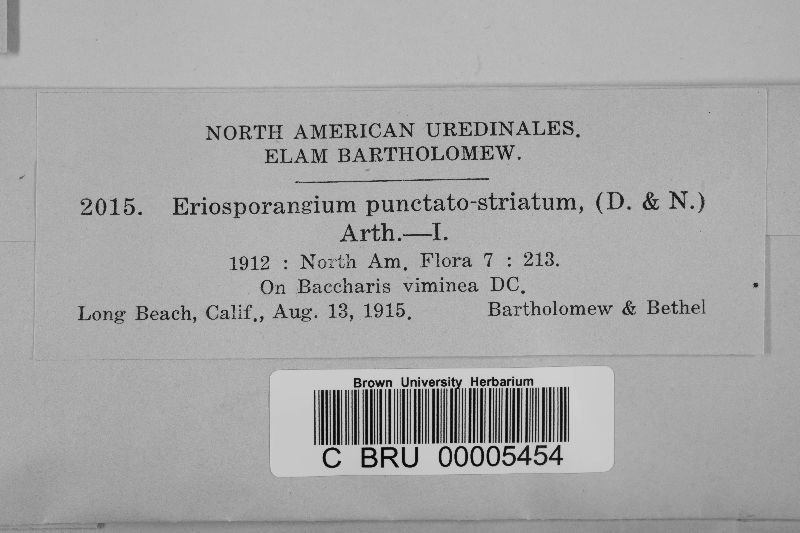 NORTH AMERICAN UREDINALES.
ELAM BARTHOLOMEW.
2015. Eriosporangium punctato-striatum, (D. & N.)
Arth.—I.
1912 : North Am. Flora 7 : 213.
On Baccharis viminea DC.
Long Beach, Calif., Aug. 13, 1915. Bartholomew & Bethel
Brown University Herbarium
C BRU 00005454